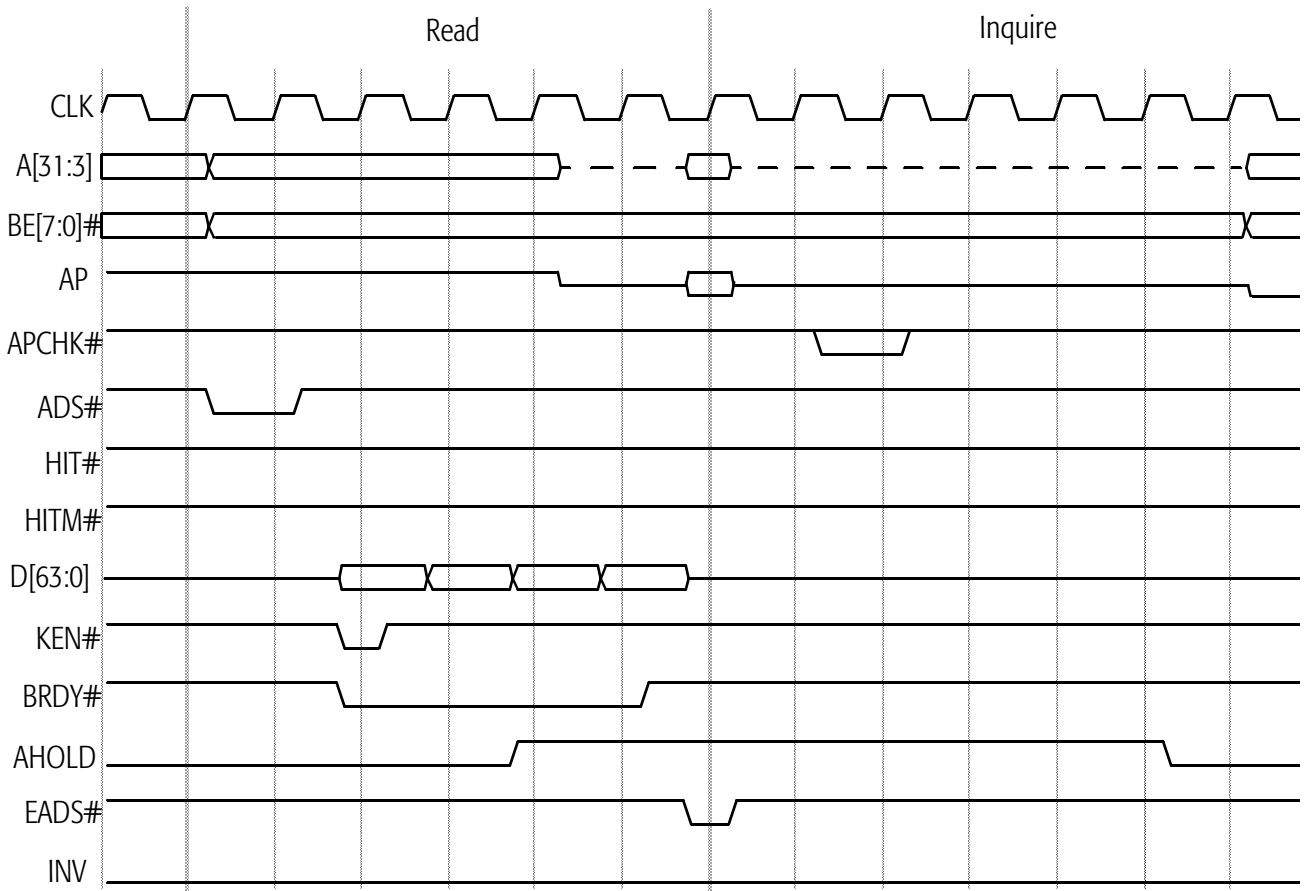 Read
Inquire
CLK
A[31:3]
BE[7:0]#
AP
APCHK#
ADS#
HIT#
HITM#
D[63:0]
KEN#
BRDY#
AHOLD
EADS#
INV